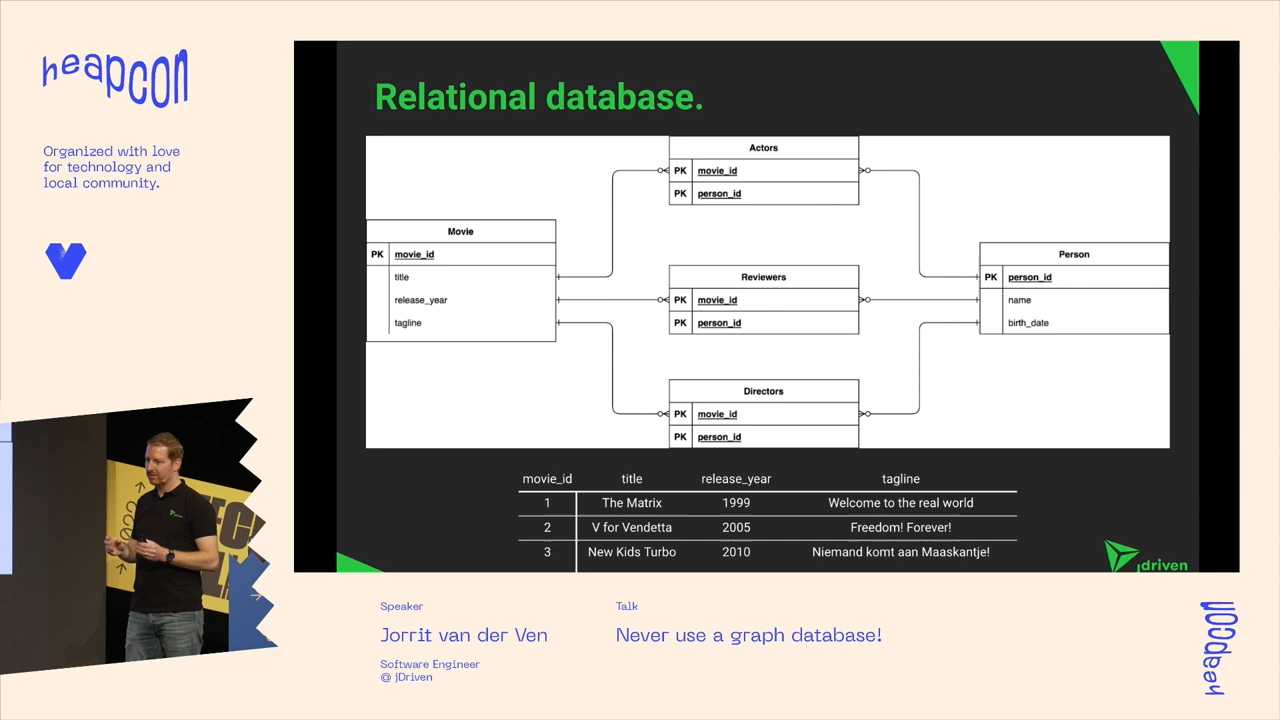 heapcon
Organized with love
for technology and
local community.
Relational database.
Actors
PK movie_id
PK person_id
Movie
PK movie_id
title
release_year
tagline
Reviewers
PK movie_id
PK person_id
Person
PK person_id
name
birth_date
Directors
PK movie_id
PK person_id
movie_id title release_year tagline
1 The Matrix 1999 Welcome to the real world
2 V for Vendetta 2005 Freedom! Forever!
3 New Kids Turbo 2010 Niemand komt aan Maaskantje!
jdriven
Speaker
Jorrit van der Ven
Software Engineer
@ jDriven
Talk
Never use a graph database!
heapcon